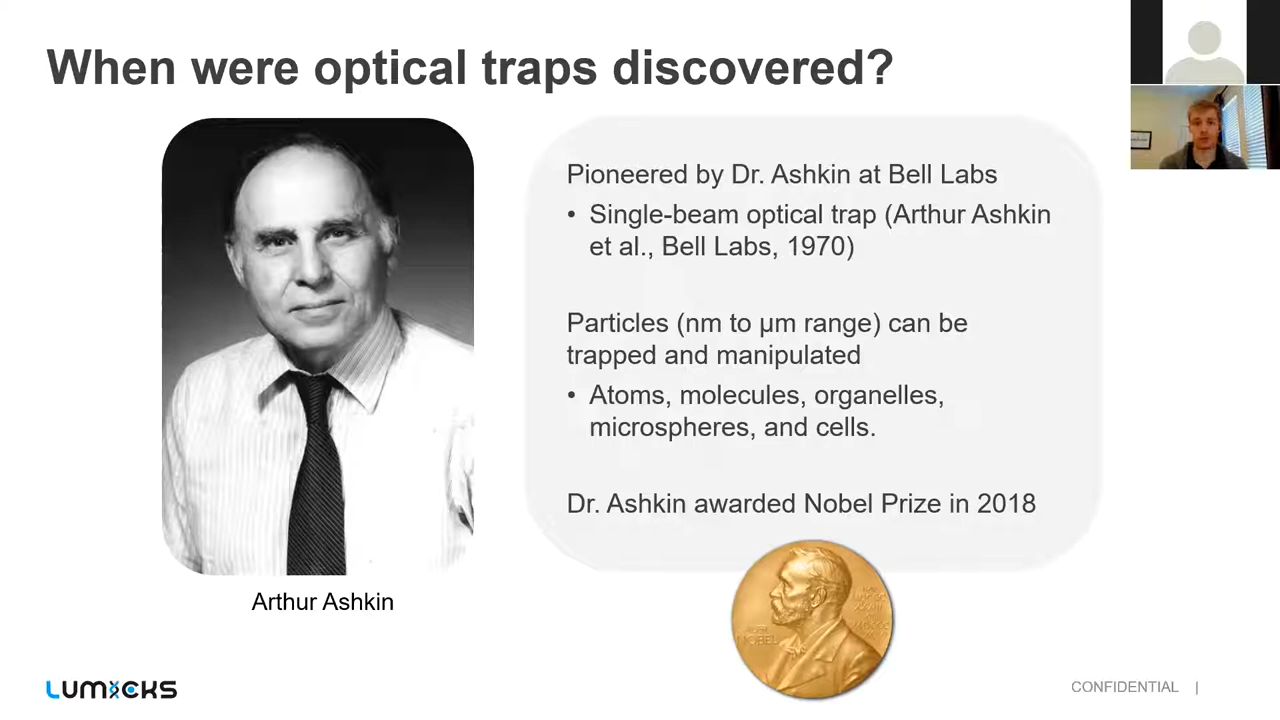 When were optical traps discovered?
Pioneered by Dr. Ashkin at Bell Labs
• Single-beam optical trap (Arthur Ashkin
et al., Bell Labs, 1970)
Particles (nm to µm range) can be
trapped and manipulated
• Atoms, molecules, organelles,
microspheres, and cells.
Dr. Ashkin awarded Nobel Prize in 2018
Arthur Ashkin
NOBEL
LUMICKS
CONFIDENTIAL |